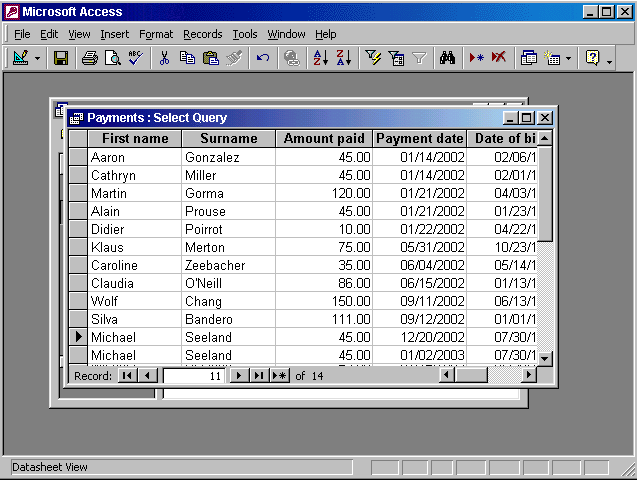 Microsoft Access
File Edit View Insert Format Records Tools Window Help
Payments : Select Query
First name Surname Amount paid Payment date Date of bi
Aaron Gonzalez 45.00 01/14/2002 02/06/1
Cathryn Miller 45.00 01/14/2002 02/01/1
Martin Gorma 120.00 01/21/2002 04/03/1
Alain Prouse 45.00 01/21/2002 01/23/1
Didier Poirrot 10.00 01/22/2002 04/22/1
Klaus Merton 75.00 05/31/2002 10/23/1
Caroline Zeebacher 35.00 06/04/2002 05/14/1
Claudia O'Neill 86.00 06/15/2002 01/13/1
Wolf Chang 150.00 09/11/2002 06/13/1
Silva Bandero 111.00 09/12/2002 01/01/1
Michael Seeland 45.00 12/20/2002 07/30/1
Michael Seeland 45.00 01/02/2003 07/30/1
Record: 11 of 14
Datasheet View